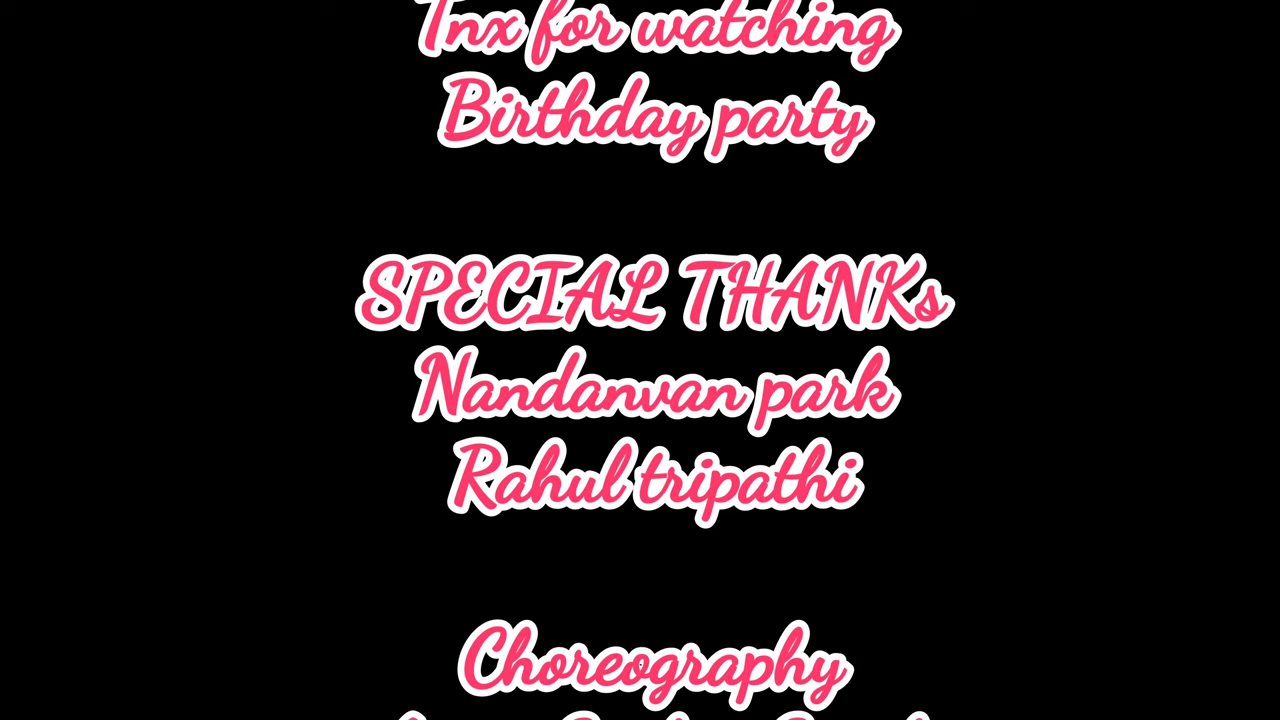 Tnx for watching
Birthday party
SPECIAL THANKs
Nandanvan park
Rahul tripathi
Choreography